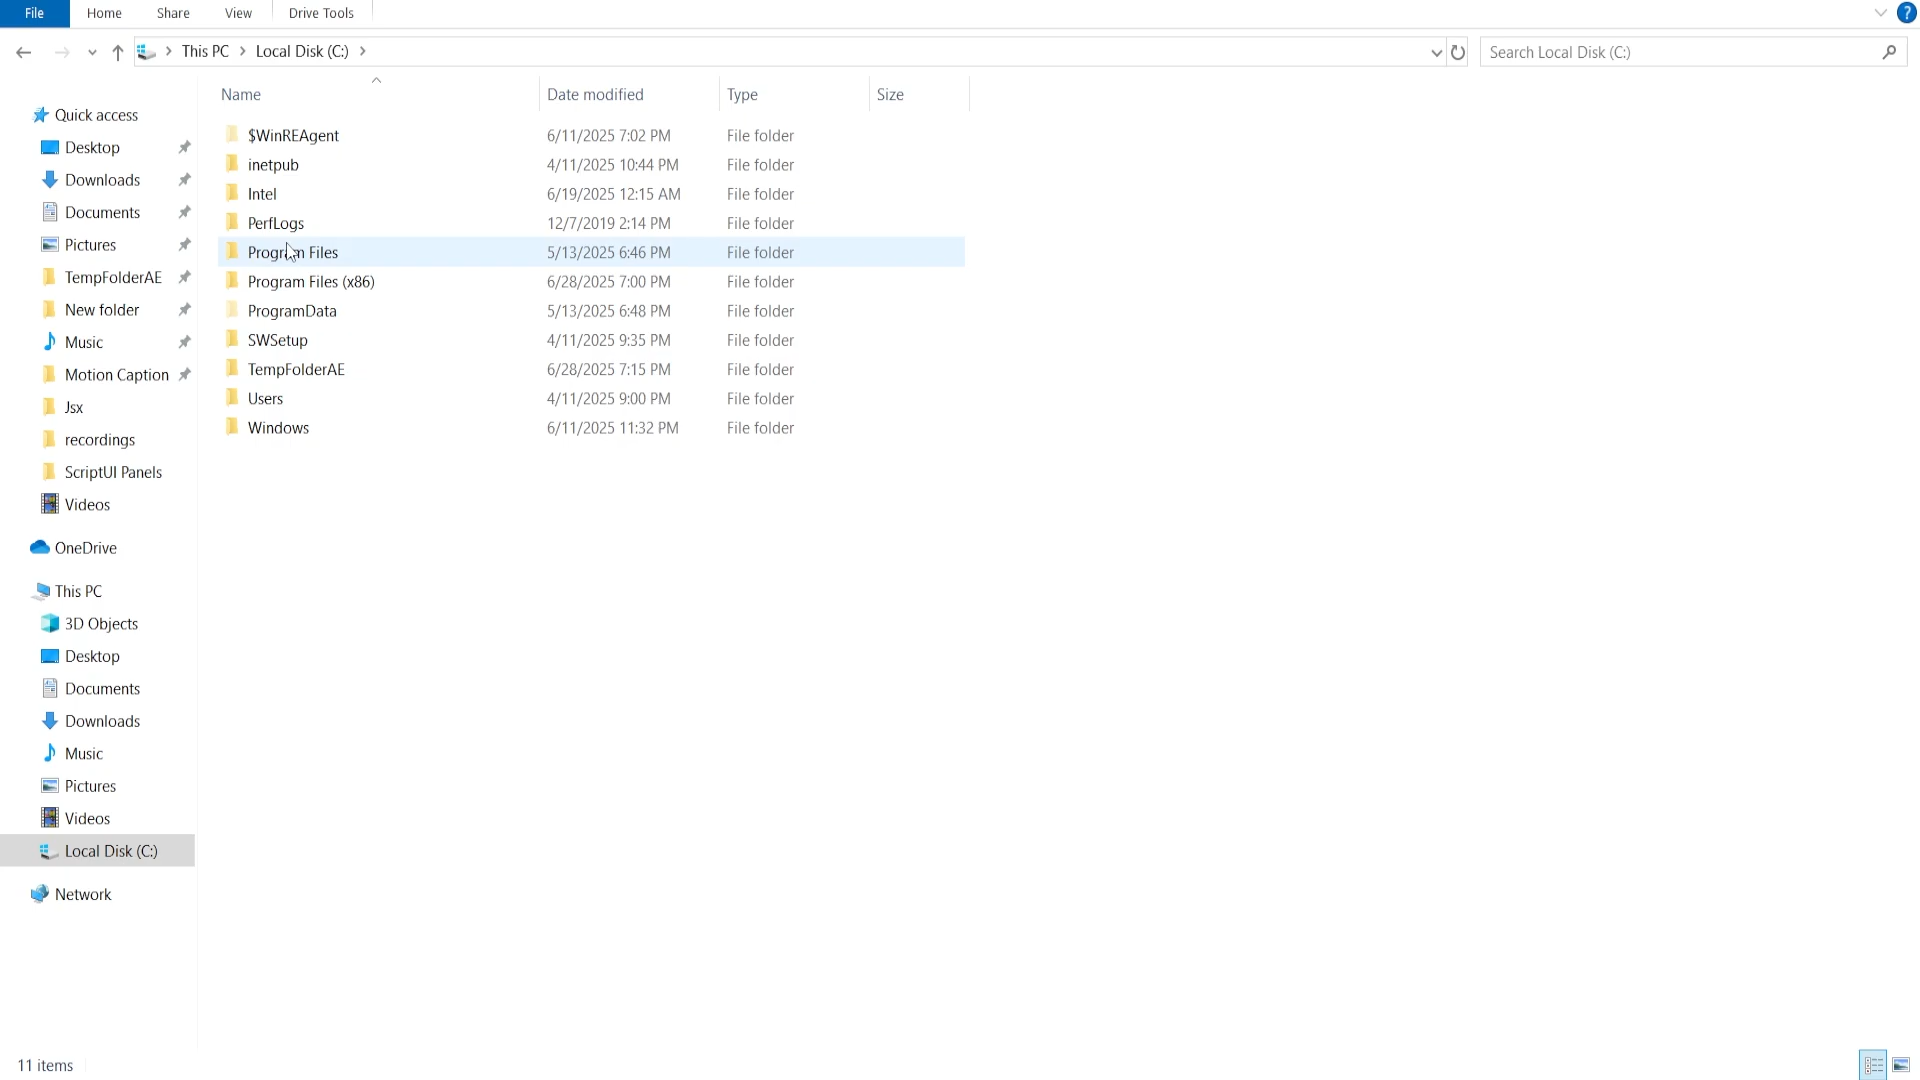 File Home Share View Drive Tools
This PC Local Disk (C:) Search Local Disk (C:)
Name Date modified Type Size
Quick access
Desktop
Downloads
Documents
Pictures
TempFolderAE
New folder
Music
Motion Caption
Jsx
recordings
ScriptUI Panels
Videos
OneDrive
This PC
3D Objects
Desktop
Documents
Downloads
Music
Pictures
Videos
Local Disk (C:)
Network
$WinREAgent 6/11/2025 7:02 PM File folder
inetpub 4/11/2025 10:44 PM File folder
Intel 6/19/2025 12:15 AM File folder
PerfLogs 12/7/2019 2:14 PM File folder
Program Files 5/13/2025 6:46 PM File folder
Program Files (x86) 6/28/2025 7:00 PM File folder
ProgramData 5/13/2025 6:48 PM File folder
SWSetup 4/11/2025 9:35 PM File folder
TempFolderAE 6/28/2025 7:15 PM File folder
Users 4/11/2025 9:00 PM File folder
Windows 6/11/2025 11:32 PM File folder
11 items